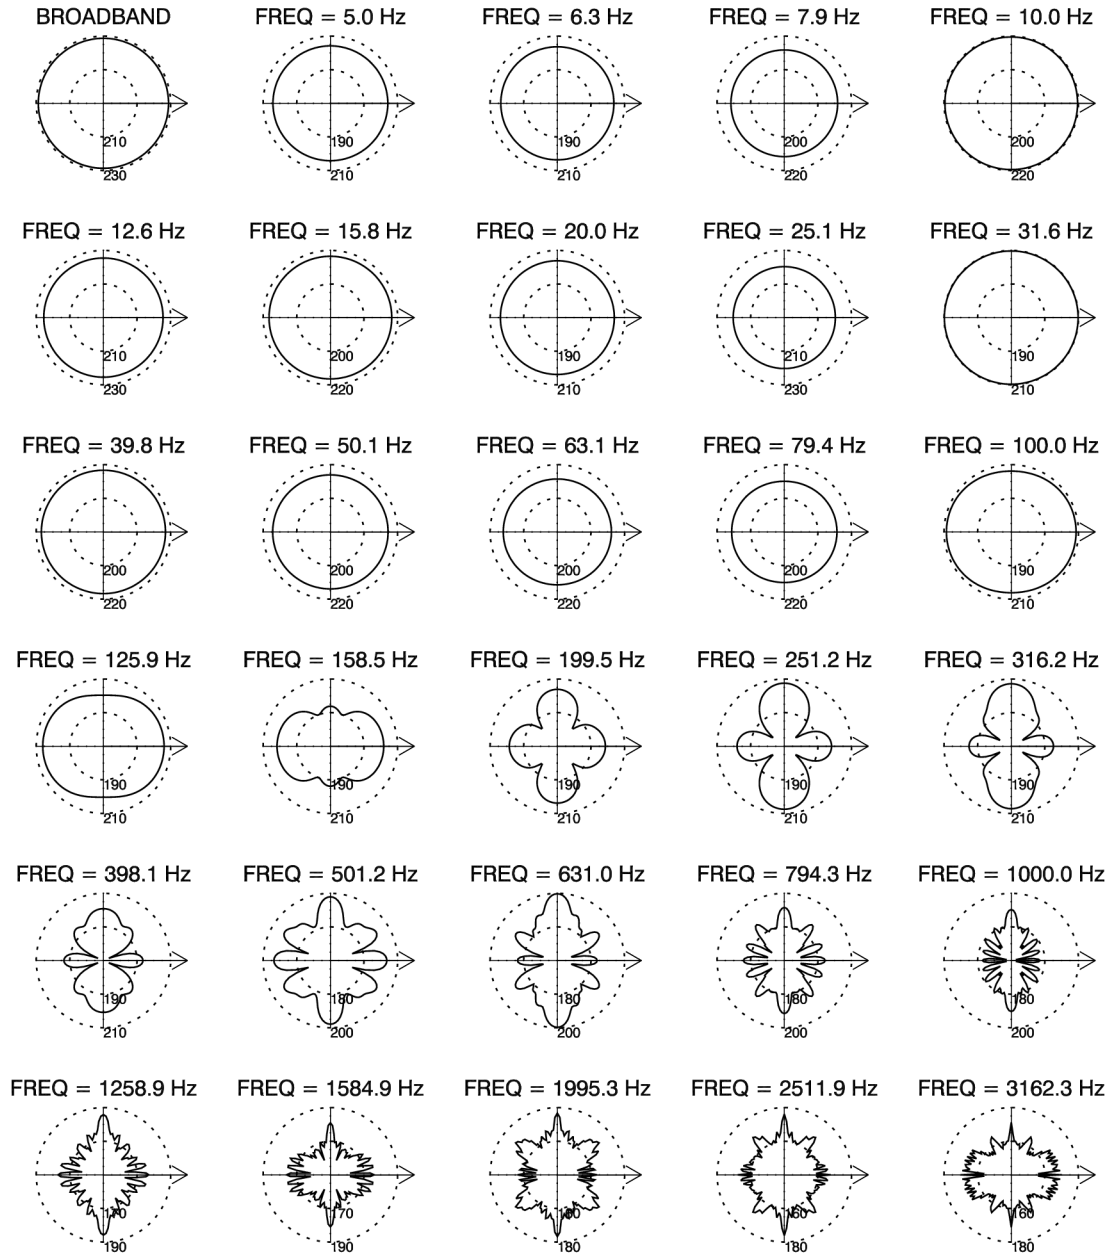 BROADBAND FREQ = 5.0 Hz FREQ = 6.3 Hz FREQ = 7.9 Hz FREQ = 10.0 Hz
210 190 190 200 200
230 210 210 220 220
FREQ = 12.6 Hz FREQ = 15.8 Hz FREQ = 20.0 Hz FREQ = 25.1 Hz FREQ = 31.6 Hz
210 200 190 210 190
230 220 210 230 210
FREQ = 39.8 Hz FREQ = 50.1 Hz FREQ = 63.1 Hz FREQ = 79.4 Hz FREQ = 100.0 Hz
200 200 200 200 190
220 220 220 220 210
FREQ = 125.9 Hz FREQ = 158.5 Hz FREQ = 199.5 Hz FREQ = 251.2 Hz FREQ = 316.2 Hz
190 190 190 190 190
210 210 210 210 210
FREQ = 398.1 Hz FREQ = 501.2 Hz FREQ = 631.0 Hz FREQ = 794.3 Hz FREQ = 1000.0 Hz
190 180 180 180 180
210 200 200 200 200
FREQ = 1258.9 Hz FREQ = 1584.9 Hz FREQ = 1995.3 Hz FREQ = 2511.9 Hz FREQ = 3162.3 Hz
170 170 160 160 160
190 190 180 180 180